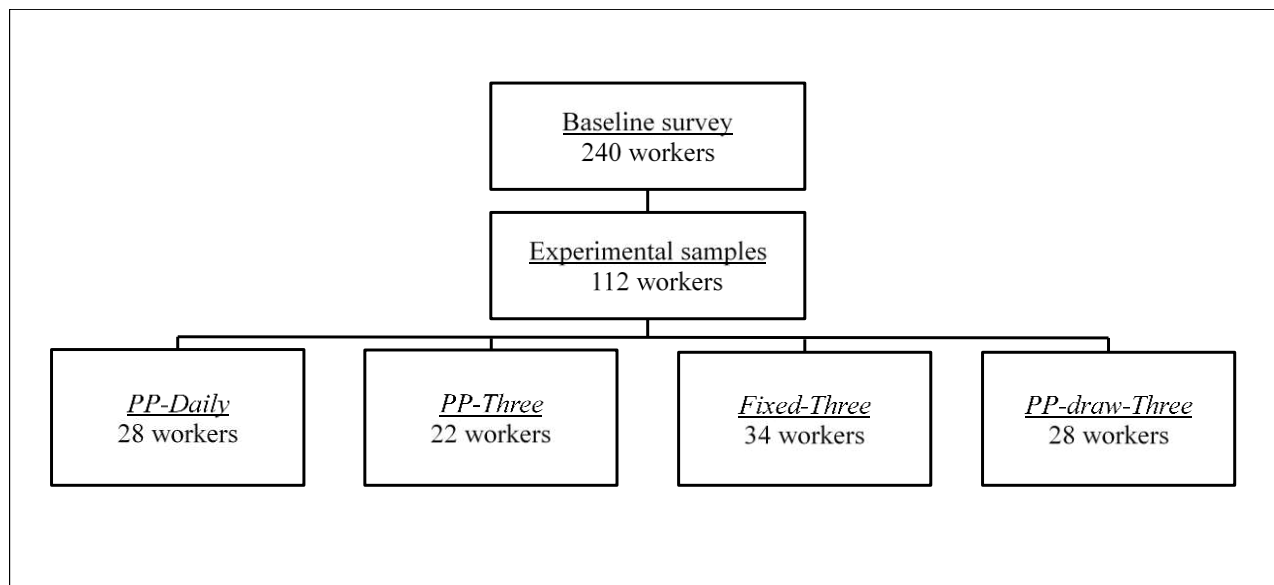 Baseline survey
240 workers
Experimental samples
112 workers
PP-Daily
28 workers
PP-Three
22 workers
Fixed-Three
34 workers
PP-draw-Three
28 workers